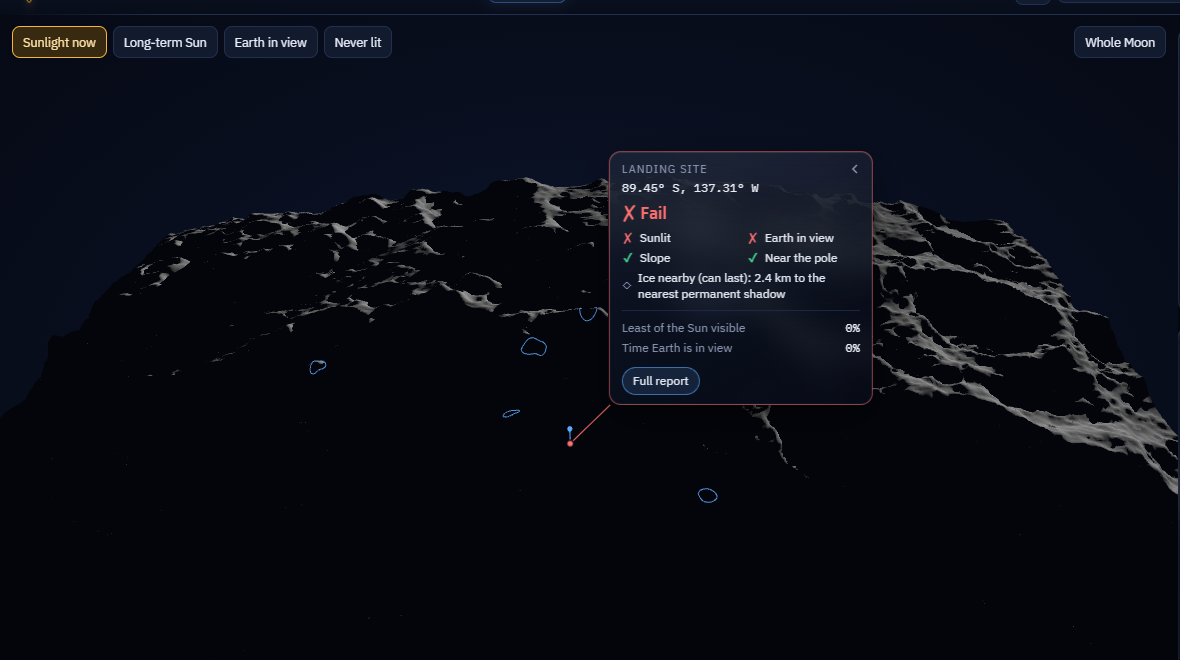 Sunlight now
Long-term Sun
Earth in view
Never lit
Whole Moon
LANDING SITE
89.45° S, 137.31° W
✗ Fail
✗ Sunlit
✗ Earth in view
✓ Slope
✓ Near the pole
◇ Ice nearby (can last): 2.4 km to the
nearest permanent shadow
Least of the Sun visible 0%
Time Earth is in view 0%
Full report